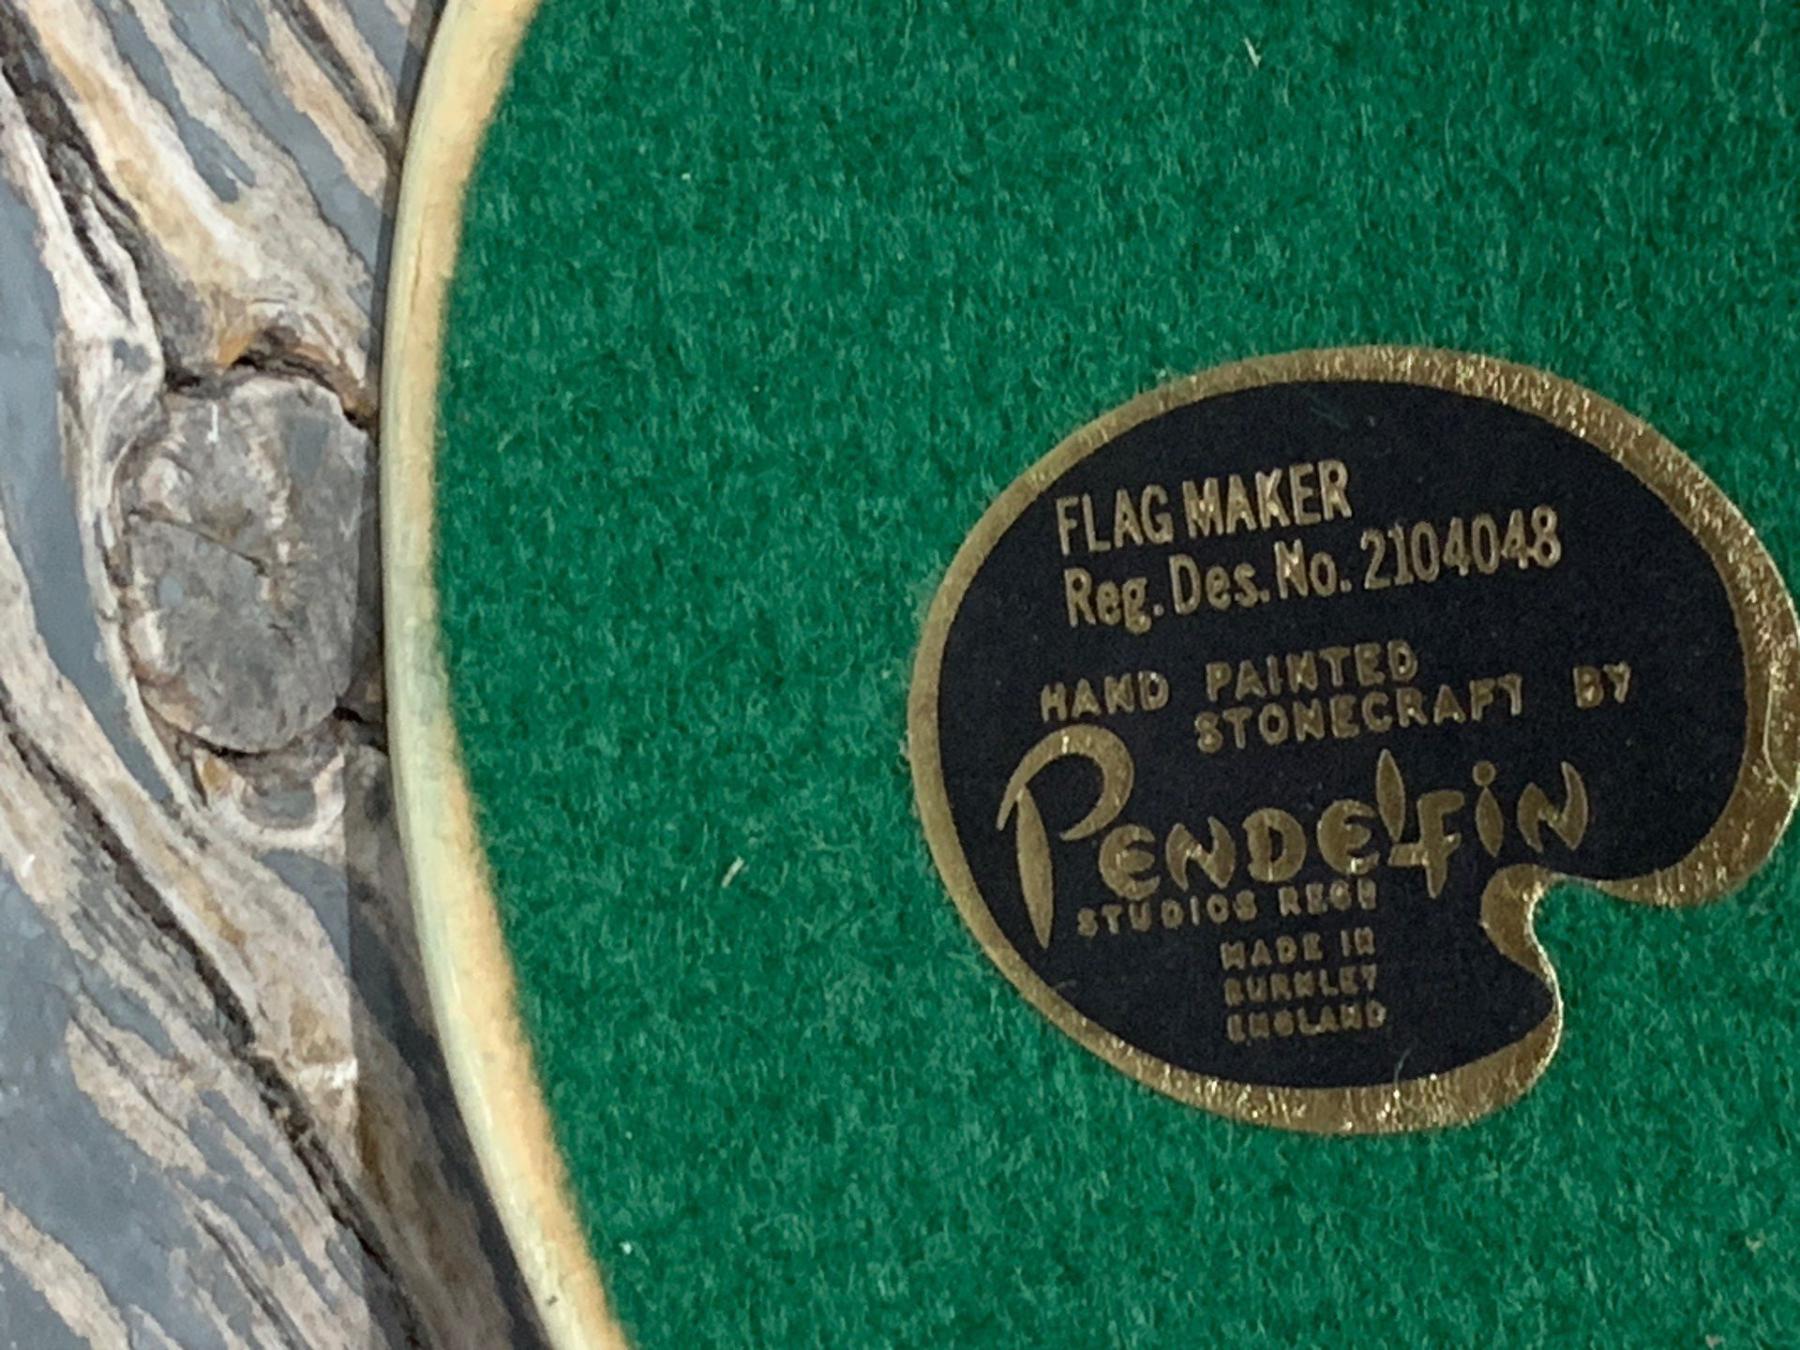 FLAG MAKER
Reg. Des. No. 2104048
HAND PAINTED
STONECRAFT BY
PENDELFIN
STUDIOS REGD
MADE IN
BURNLEY
ENGLAND